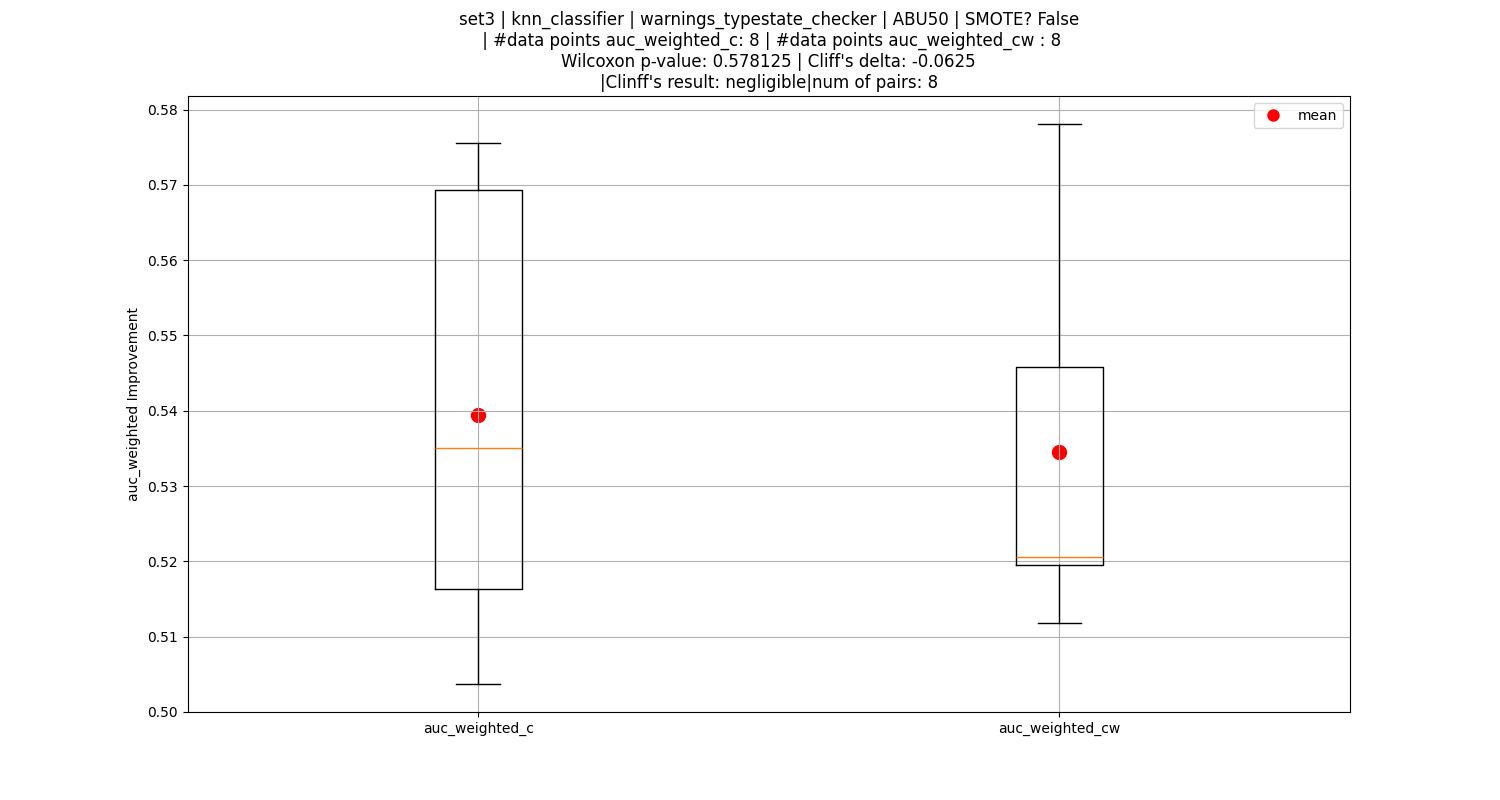 set3 | knn_classifier | warnings_typestate_checker | ABU50 | SMOTE? False
| #data points auc_weighted_c: 8 | #data points auc_weighted_cw : 8
Wilcoxon p-value: 0.578125 | Cliff's delta: -0.0625
|Clinff's result: negligible|num of pairs: 8
mean
auc_weighted Improvement
0.58
0.57
0.56
0.55
0.54
0.53
0.52
0.51
0.50
auc_weighted_c
auc_weighted_cw